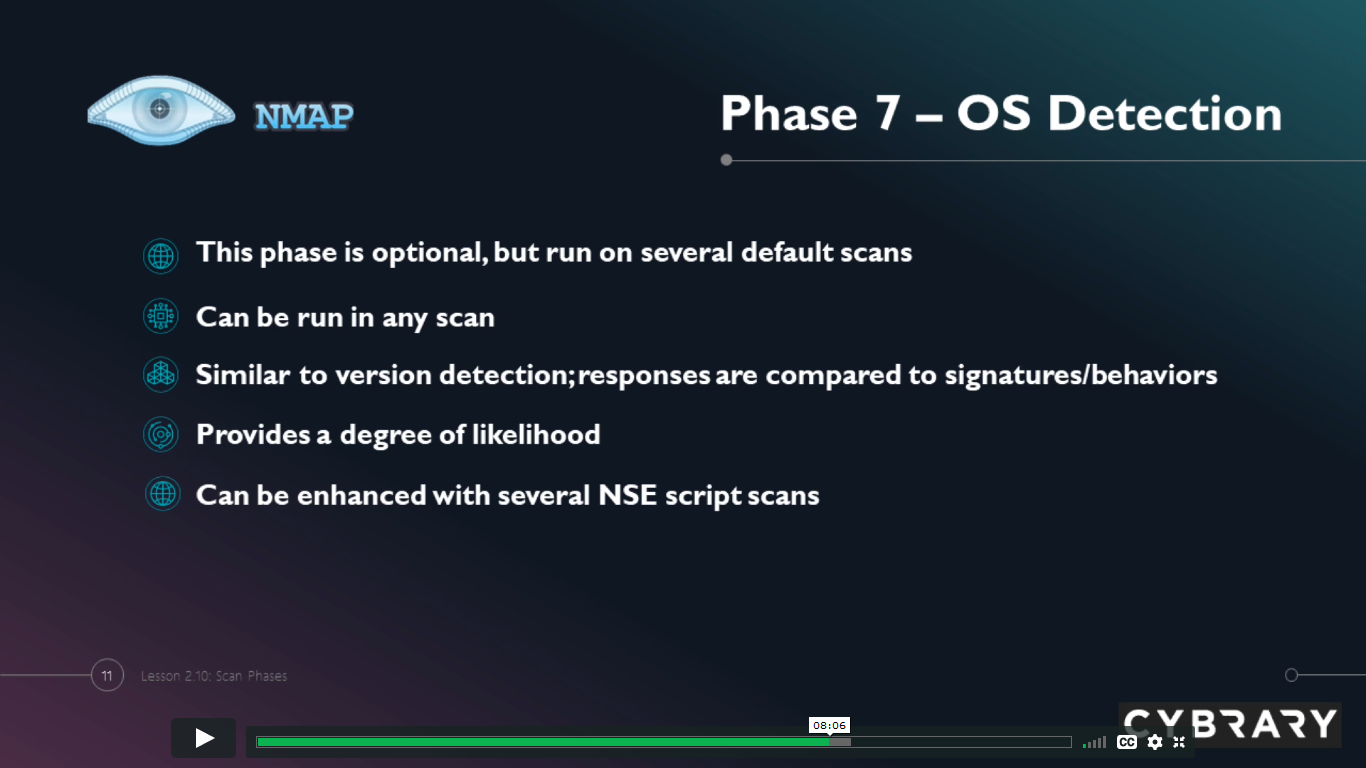 NMAP
Phase 7 – OS Detection
This phase is optional, but run on several default scans
Can be run in any scan
Similar to version detection;responses are compared to signatures/behaviors
Provides a degree of likelihood
Can be enhanced with several NSE script scans
11
Lesson 2.10: Scan Phases
CYBRARY
08:06
CC